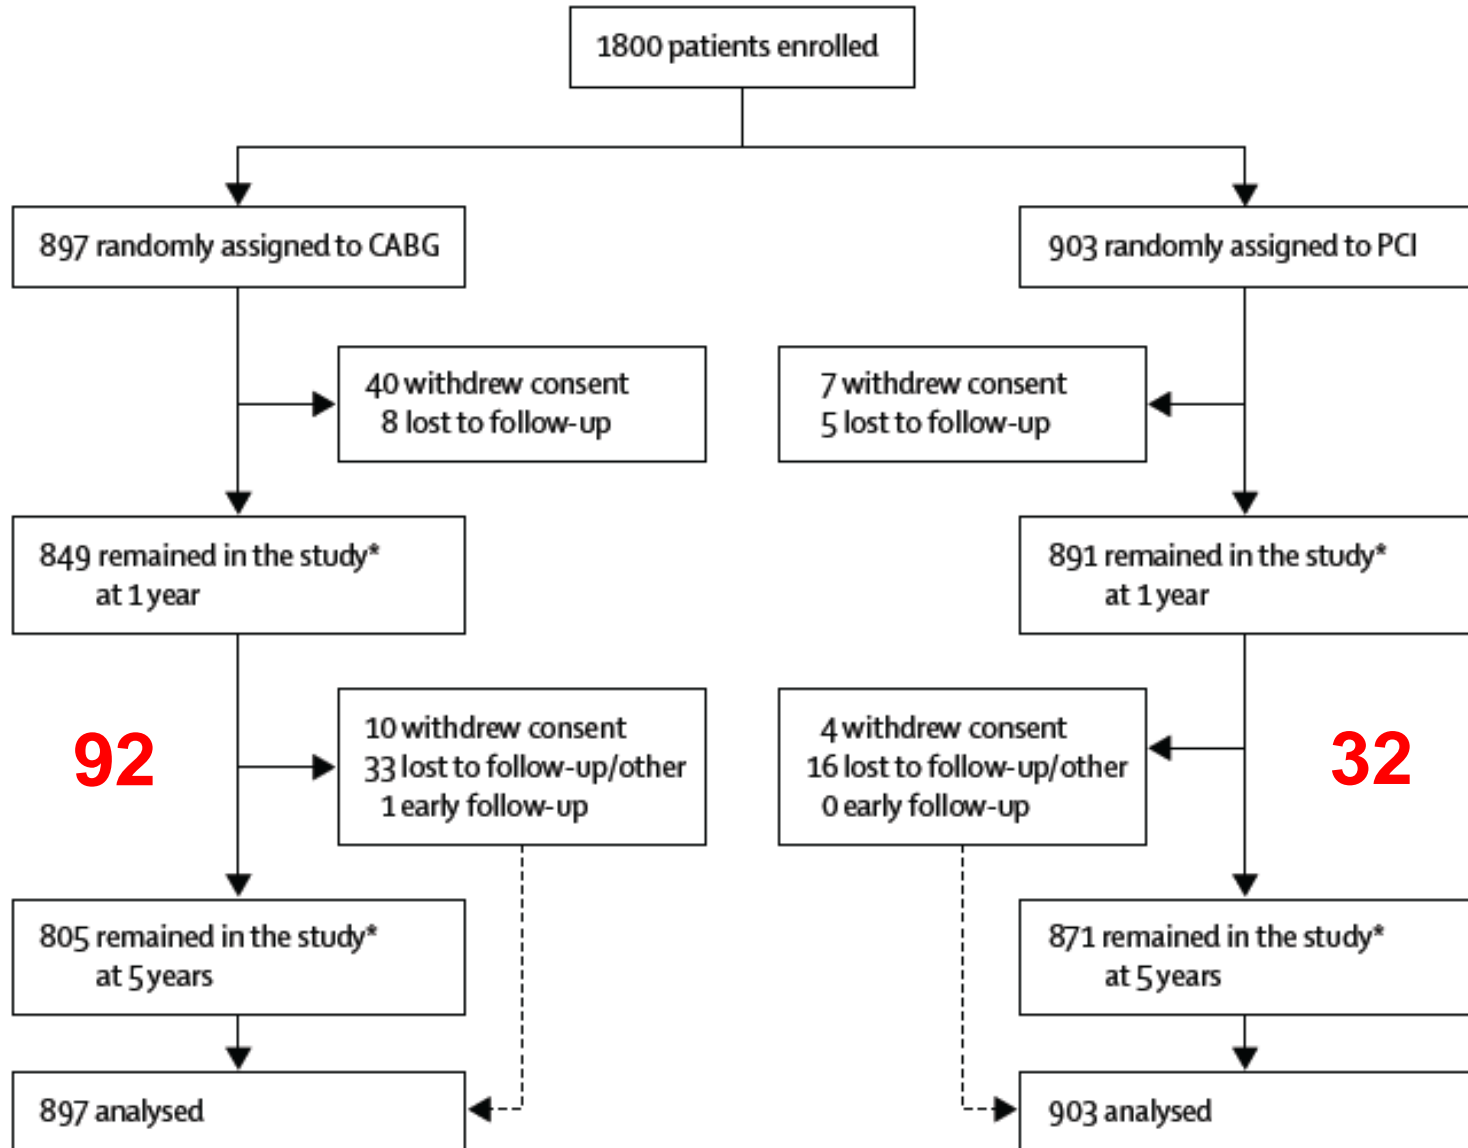 1800 patients enrolled
897 randomly assigned to CABG
903 randomly assigned to PCI
40 withdrew consent
8 lost to follow-up
7 withdrew consent
5 lost to follow-up
849 remained in the study*
at 1 year
891 remained in the study*
at 1 year
92
10 withdrew consent
33 lost to follow-up/other
1 early follow-up
4 withdrew consent
16 lost to follow-up/other
0 early follow-up
32
805 remained in the study*
at 5 years
871 remained in the study*
at 5 years
897 analysed
903 analysed